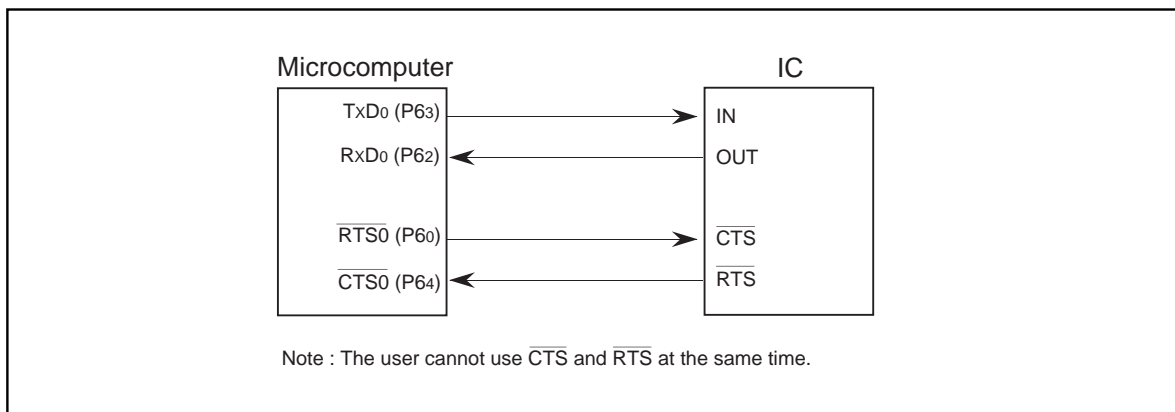 Microcomputer IC
TxD0 (P63) IN
RxD0 (P62) OUT
RTS0 (P60) CTS
CTS0 (P64) RTS
Note : The user cannot use CTS and RTS at the same time.